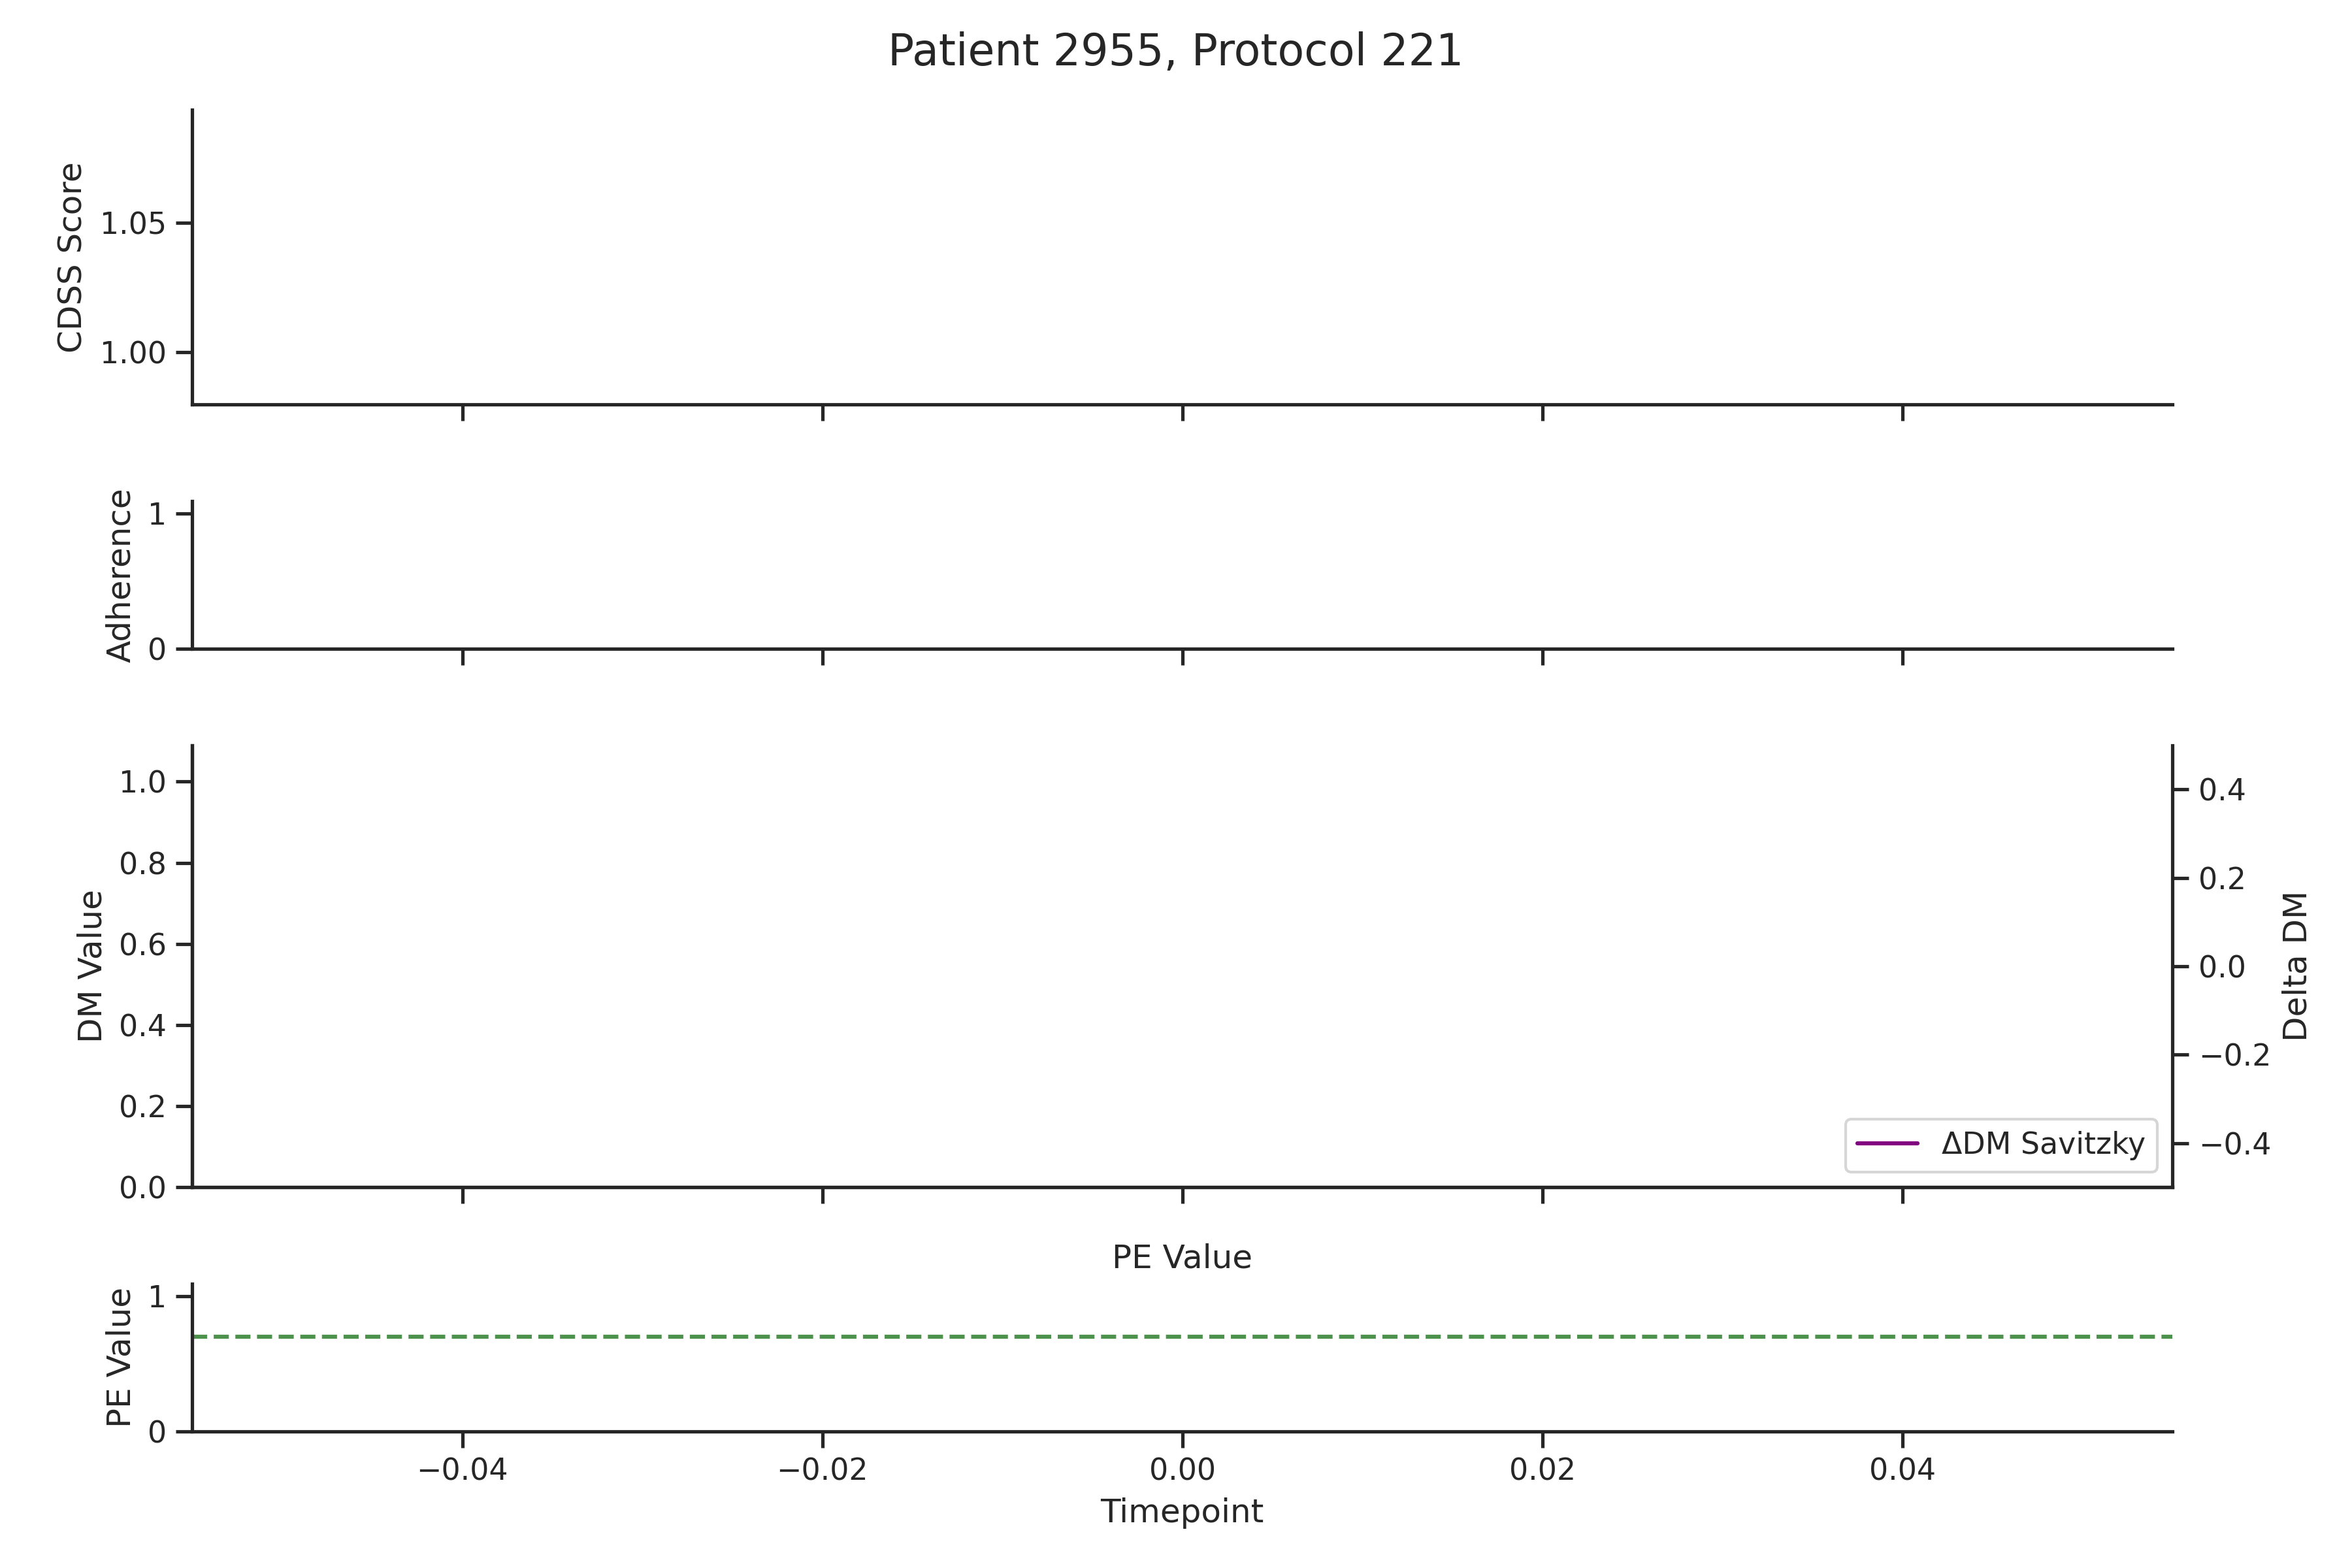 Patient 2955, Protocol 221
CDSS Score
1.05
1.00
Adherence
1
0
DM Value
1.0
0.8
0.6
0.4
0.2
0.0
Delta DM
0.4
0.2
0.0
−0.2
−0.4
ΔDM Savitzky
PE Value
PE Value
1
0
−0.04
−0.02
0.00
0.02
0.04
Timepoint